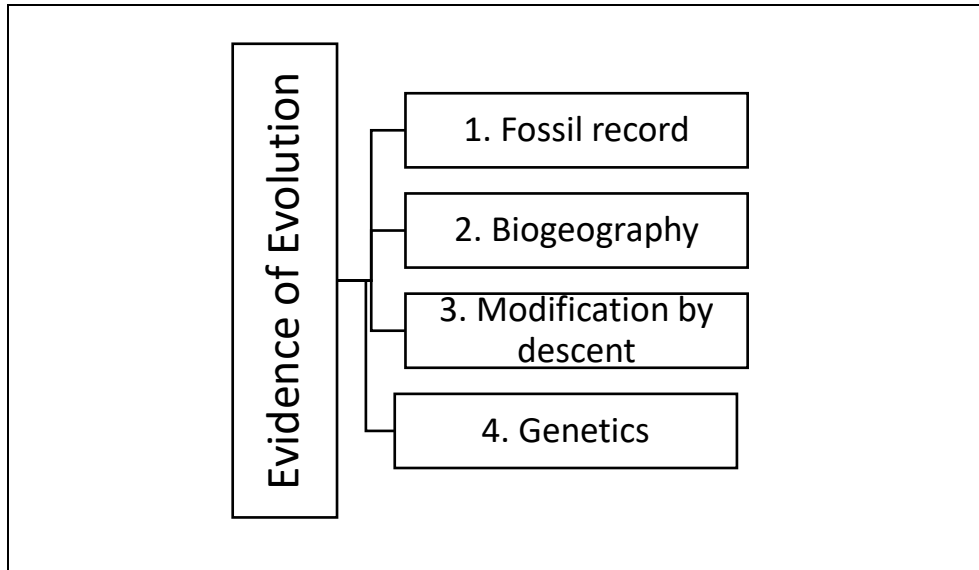 Evidence of Evolution
1. Fossil record
2. Biogeography
3. Modification by
descent
4. Genetics